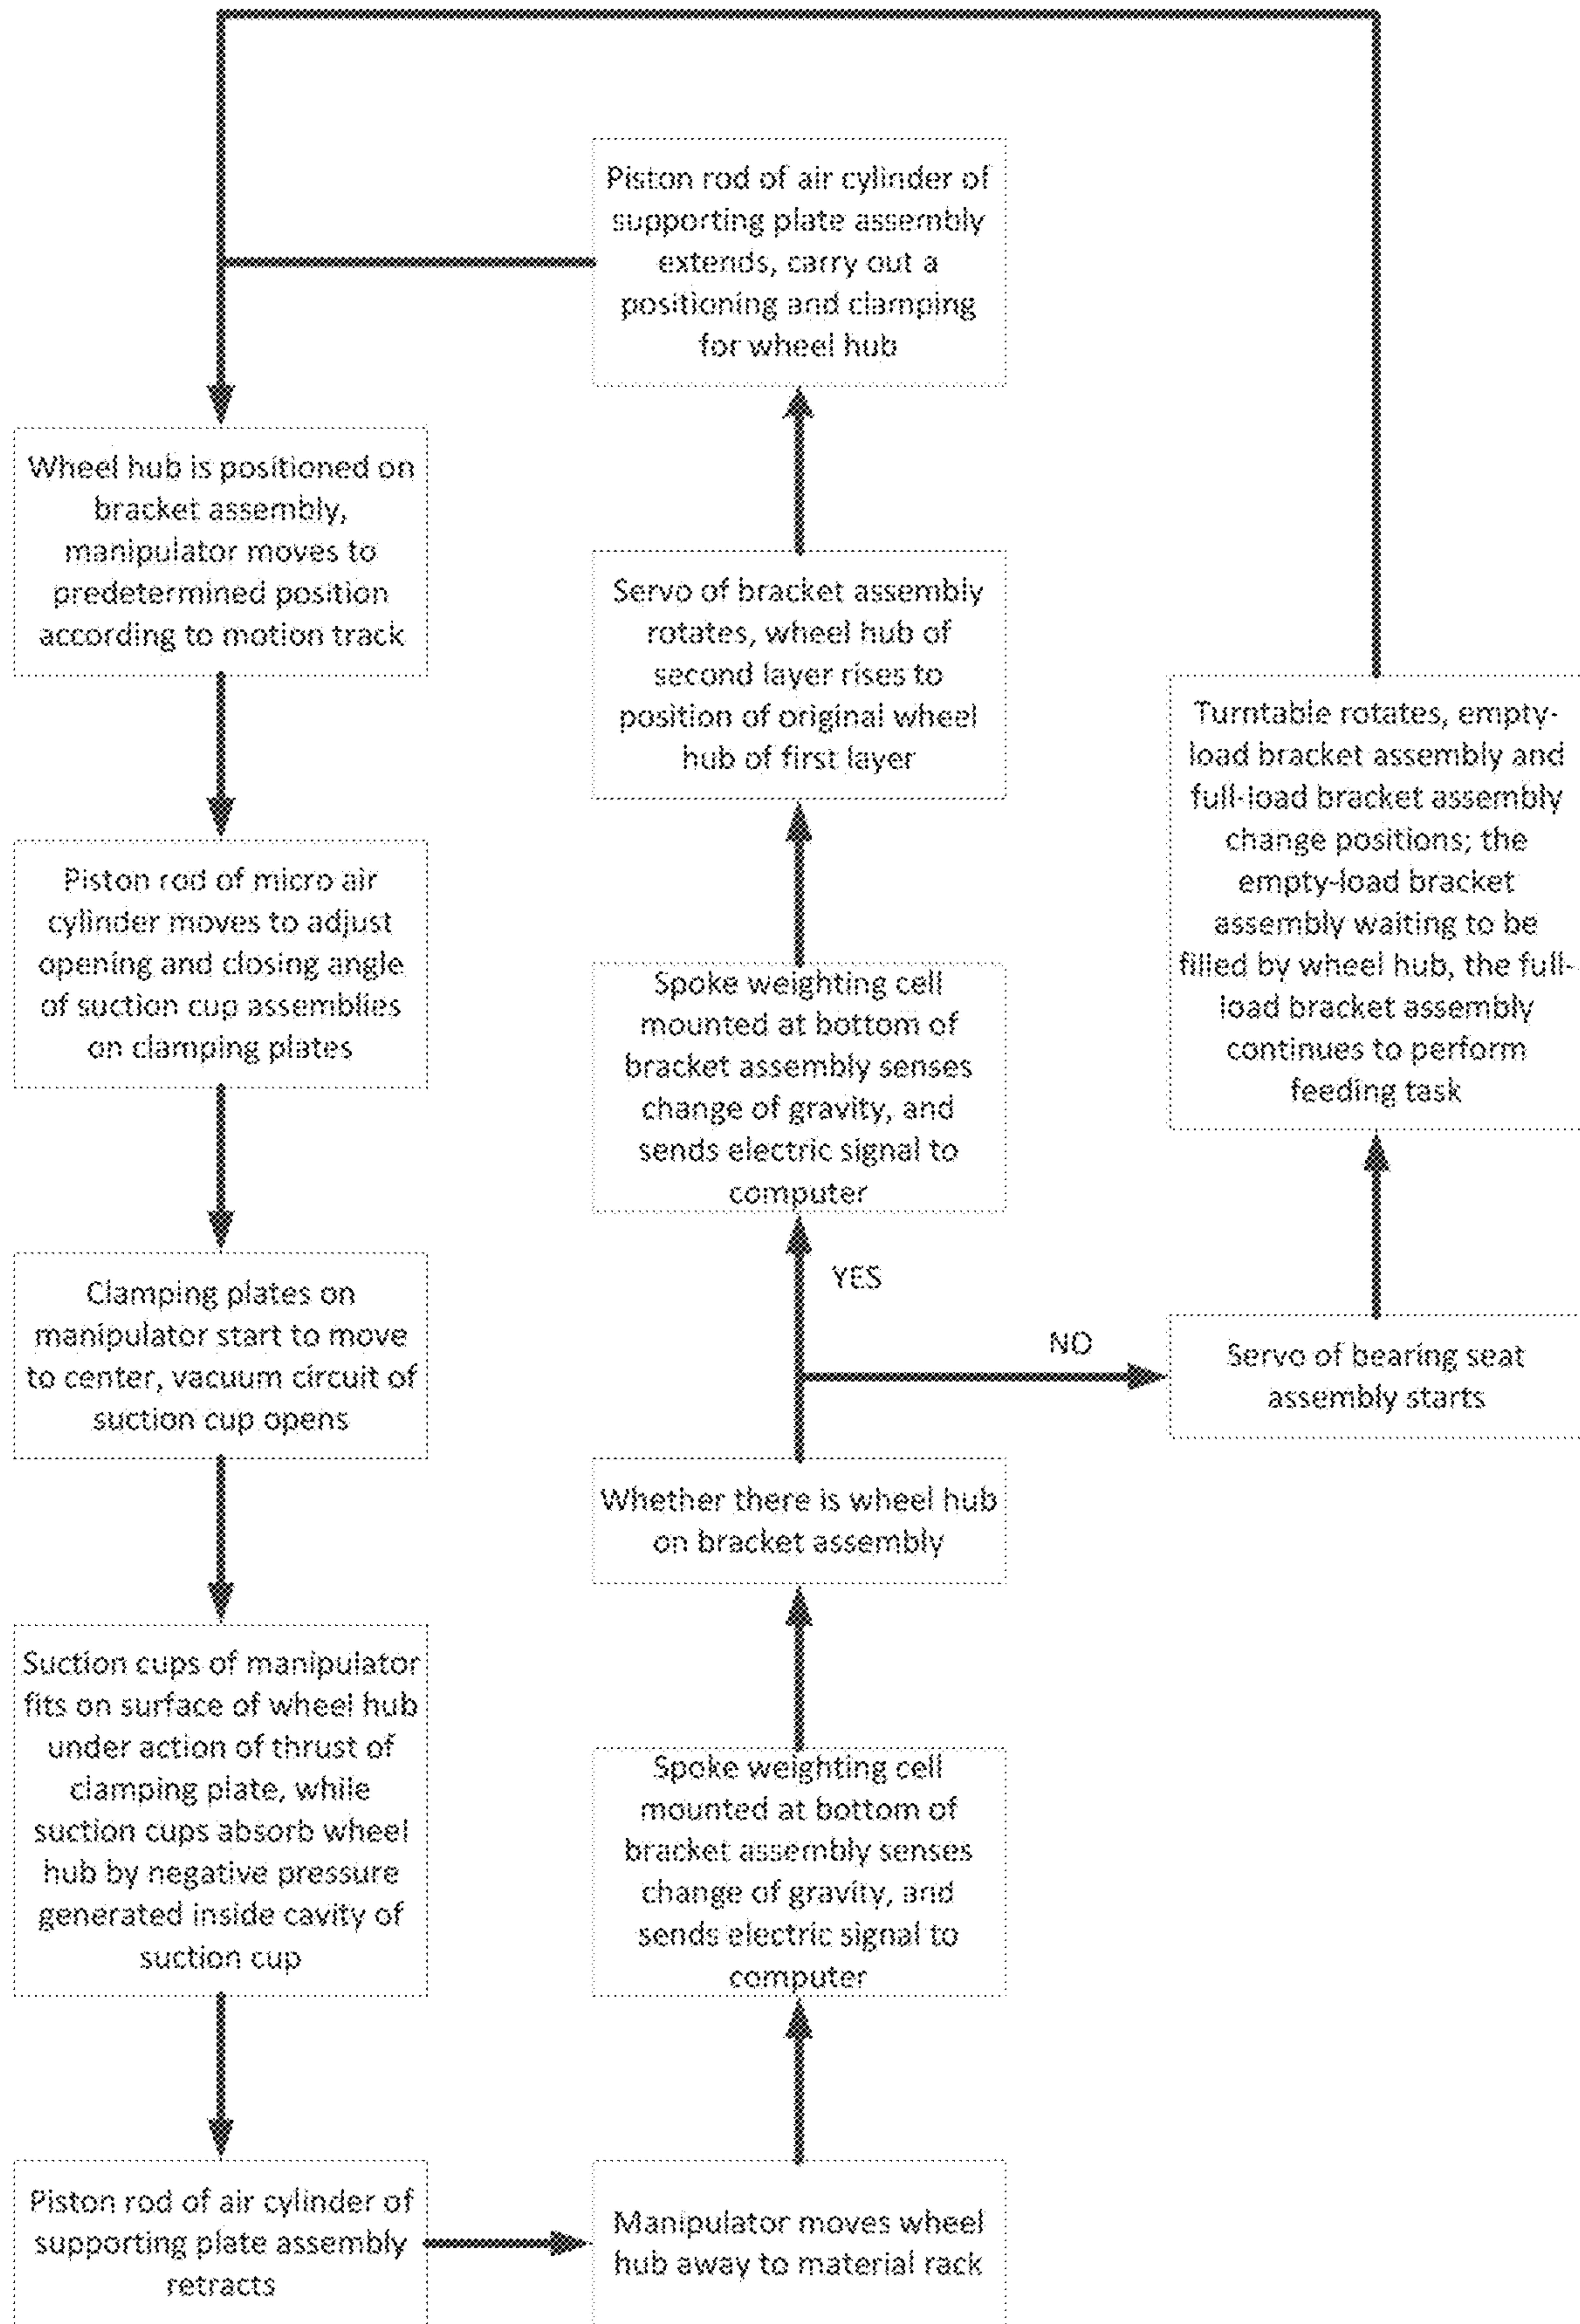 Piston rod of air cylinder of
supporting plate assembly
extends, carry out a
positioning and clamping
for wheel hub
Wheel hub is positioned on
bracket assembly,
manipulator moves to
predetermined position
according to motion track
Servo of bracket assembly
rotates, wheel hub of
second layer rises to
position of original wheel
hub of first layer
Turntable rotates, empty-
load bracket assembly and
full-load bracket assembly
change positions; the
empty-load bracket
assembly waiting to be
filled by wheel hub, the full-
load bracket assembly
continues to perform
feeding task
Piston rod of micro air
cylinder moves to adjust
opening and closing angle
of suction cup assemblies
on clamping plates
Spoke weighting cell
mounted at bottom of
bracket assembly senses
change of gravity, and
sends electric signal to
computer
Clamping plates on
manipulator start to move
to center, vacuum circuit of
suction cup opens
YES
NO
Servo of bearing seat
assembly starts
Whether there is wheel hub
on bracket assembly
Suction cups of manipulator
fits on surface of wheel hub
under action of thrust of
clamping plate, while
suction cups absorb wheel
hub by negative pressure
generated inside cavity of
suction cup
Spoke weighting cell
mounted at bottom of
bracket assembly senses
change of gravity, and
sends electric signal to
computer
Piston rod of air cylinder of
supporting plate assembly
retracts
Manipulator moves wheel
hub away to material rack